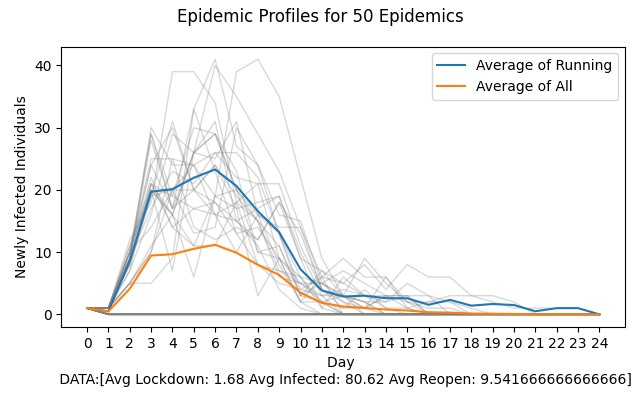 Epidemic Profiles for 50 Epidemics
Average of Running
Average of All
40
30
20
10
0
Newly Infected Individuals
0 1 2 3 4 5 6 7 8 9 10 11 12 13 14 15 16 17 18 19 20 21 22 23 24
Day
DATA:[Avg Lockdown: 1.68 Avg Infected: 80.62 Avg Reopen: 9.541666666666666]